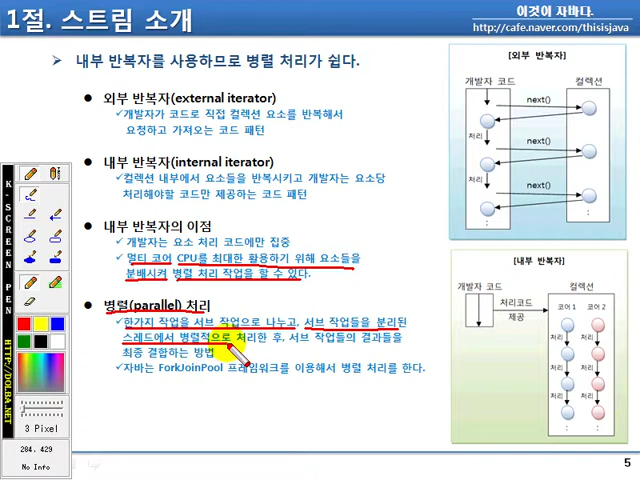 1절. 스트림 소개
이것이 자바다.
http://cafe.naver.com/thisisjava
➢ 내부 반복자를 사용하므로 병렬 처리가 쉽다.
● 외부 반복자(external iterator)
✓개발자가 코드로 직접 컬렉션 요소를 반복해서
요청하고 가져오는 코드 패턴
● 내부 반복자(internal iterator)
✓컬렉션 내부에서 요소들을 반복시키고 개발자는 요소당
처리해야할 코드만 제공하는 코드 패턴
● 내부 반복자의 이점
✓개발자는 요소 처리 코드에만 집중
✓멀티 코어 CPU를 최대한 활용하기 위해 요소들을
분배시켜 병렬 처리 작업을 할 수 있다.
● 병렬(parallel) 처리
✓한가지 작업을 서브 작업으로 나누고, 서브 작업들을 분리된
스레드에서 병렬적으로 처리한 후, 서브 작업들의 결과들을
최종 결합하는 방법
✓자바는 ForkJoinPool 프레임워크를 이용해서 병렬 처리를 한다.
[외부 반복자]
개발자 코드
컬렉션
next()
처리
next()
처리
next()
:
:
[내부 반복자]
개발자 코드
컬렉션
처리코드
제공
코어1
코어2
처리
처리
처리
처리
처리
처리
:
:
K-SCREEN PEN
HTTP://DOLBA.NET
3 Pixel
284, 429
No Info
5